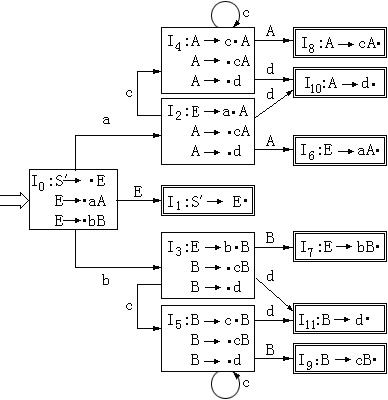 c
I₄:A → c·A
A → ·cA
A → ·d
A
I₈:A → cA·
d
I₁₀:A → d·
c
I₂:E → a·A
A → ·cA
A → ·d
d
A
I₆:E → aA·
a
I₀:S′ → ·E
E → ·aA
E → ·bB
E
I₁:S′ → E·
b
I₃:E → b·B
B → ·cB
B → ·d
B
I₇:E → bB·
d
c
I₅:B → c·B
B → ·cB
B → ·d
d
I₁₁:B → d·
B
I₉:B → cB·
c